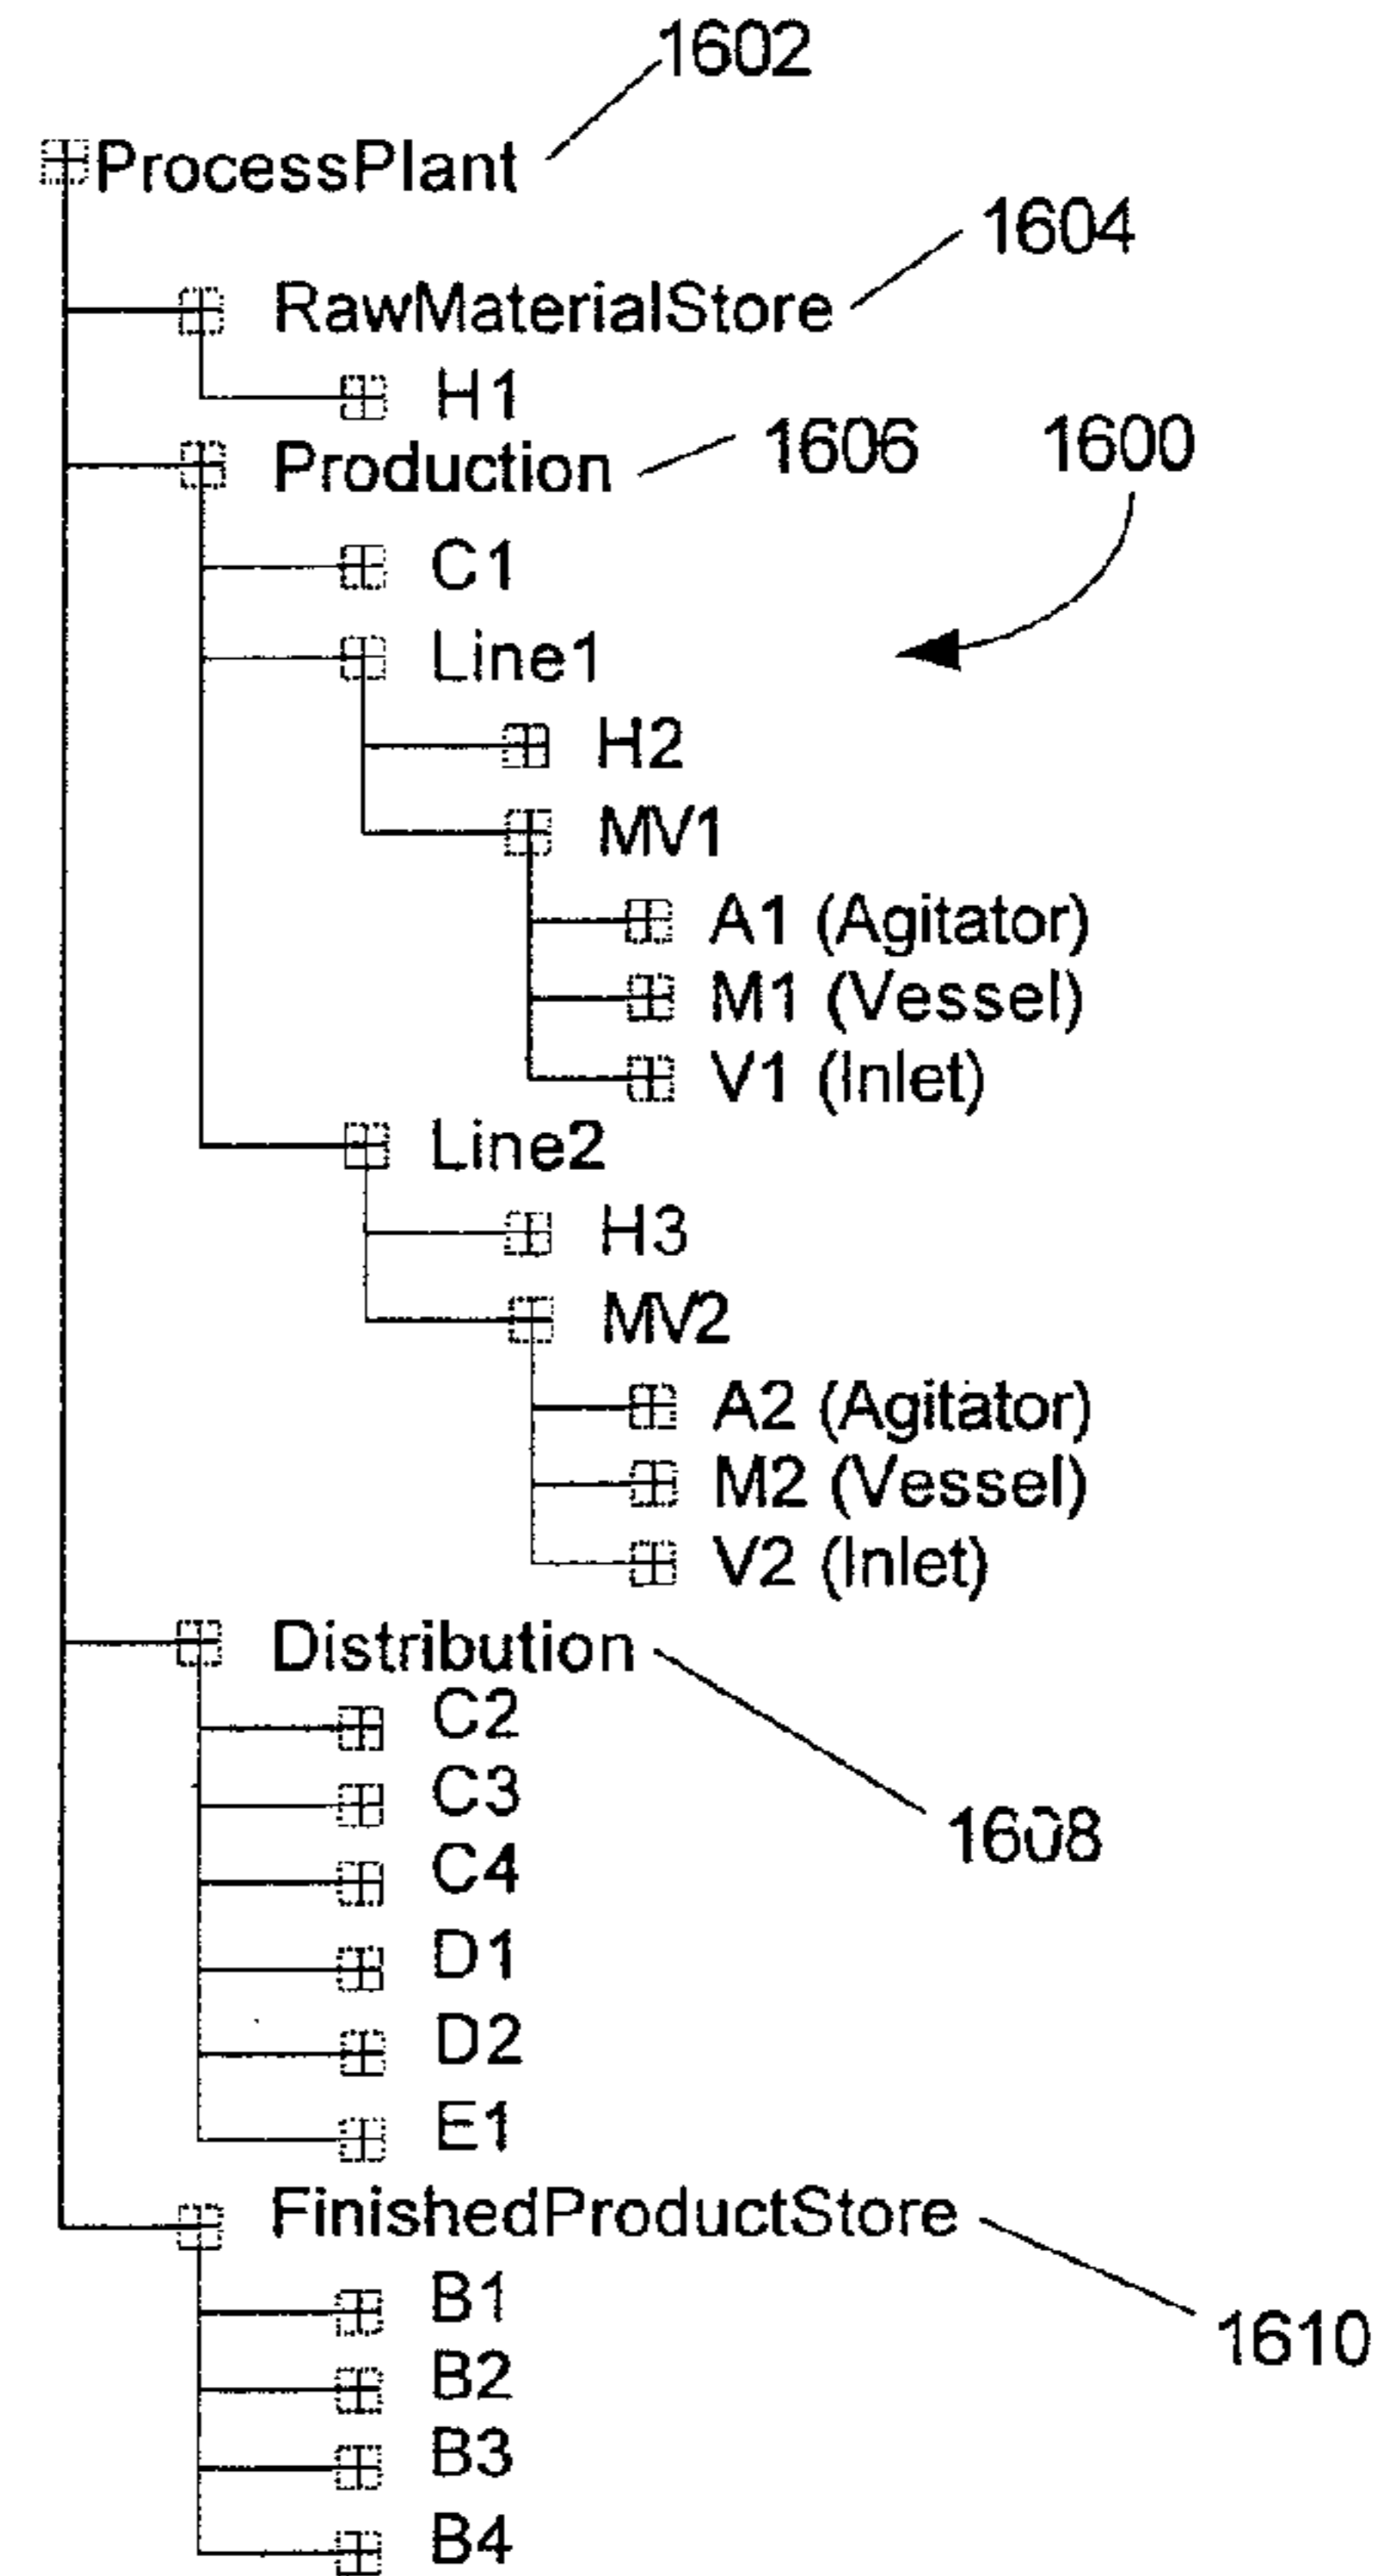 1602
ProcessPlant
1604
RawMaterialStore
H1
Production
1606
1600
C1
Line1
H2
MV1
A1 (Agitator)
M1 (Vessel)
V1 (Inlet)
Line2
H3
MV2
A2 (Agitator)
M2 (Vessel)
V2 (Inlet)
Distribution
C2
C3
1608
C4
D1
D2
E1
FinishedProductStore
B1
1610
B2
B3
B4